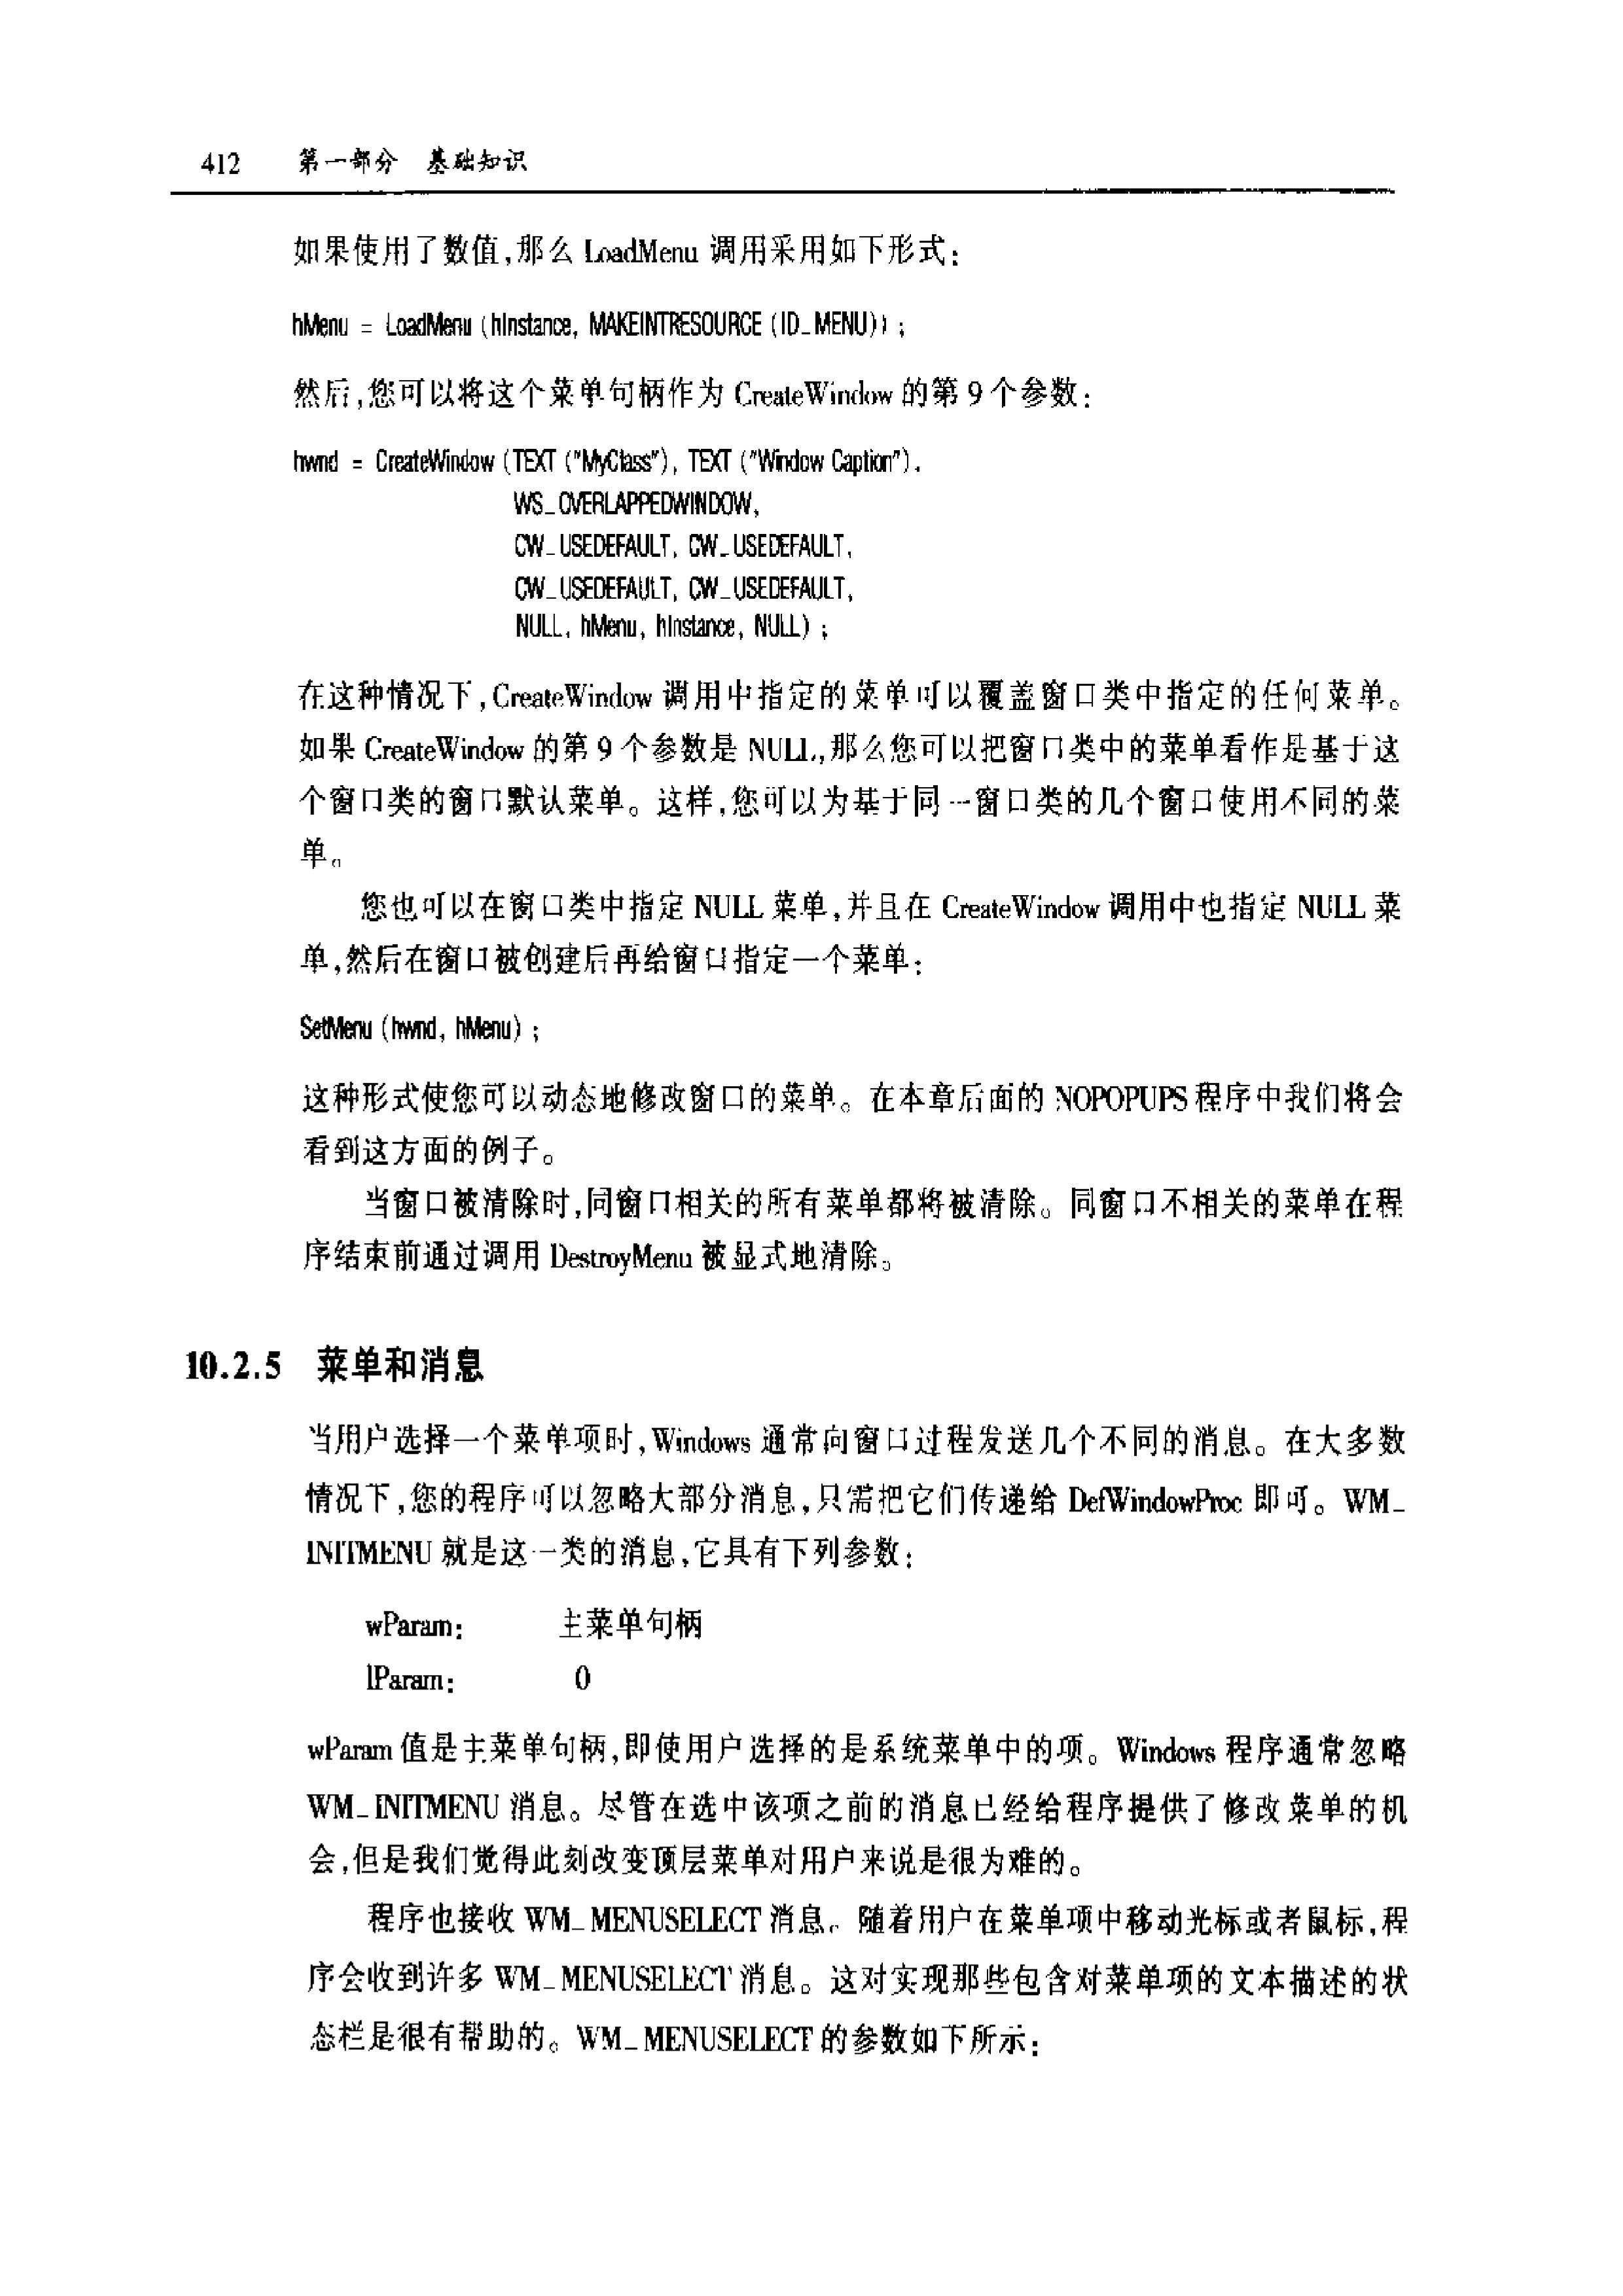 412 第一部分 基础知识
如果使用了数值,那么 LoadMenu 调用采用如下形式:
hMenu = LoadMenu (hInstance, MAKEINTRESOURCE (ID_MENU)) ;
然后,您可以将这个菜单句柄作为 CreateWindow 的第 9 个参数:
hwnd = CreateWindow (TEXT ("MyClass"), TEXT ("Window Caption"),
WS_OVERLAPPEDWINDOW,
CW_USEDEFAULT, CW_USEDEFAULT,
CW_USEDEFAULT, CW_USEDEFAULT,
NULL, hMenu, hInstance, NULL) ;
在这种情况下,CreateWindow 调用中指定的菜单可以覆盖窗口类中指定的任何菜单。
如果 CreateWindow 的第 9 个参数是 NULL,那么您可以把窗口类中的菜单看作是基于这
个窗口类的窗口默认菜单。这样,您可以为基于同一窗口类的几个窗口使用不同的菜
单。
您也可以在窗口类中指定 NULL 菜单,并且在 CreateWindow 调用中也指定 NULL 菜
单,然后在窗口被创建后再给窗口指定一个菜单:
SetMenu (hwnd, hMenu) ;
这种形式使您可以动态地修改窗口的菜单。在本章后面的 NOPOPUPS 程序中我们将会
看到这方面的例子。
当窗口被清除时,同窗口相关的所有菜单都将被清除。同窗口不相关的菜单在程
序结束前通过调用 DestroyMenu 被显式地清除。
10.2.5 菜单和消息
当用户选择一个菜单项时,Windows 通常向窗口过程发送几个不同的消息。在大多数
情况下,您的程序可以忽略大部分消息,只需把它们传递给 DefWindowProc 即可。WM_
INITMENU 就是这一类的消息,它具有下列参数:
wParam: 主菜单句柄
lParam: 0
wParam 值是主菜单句柄,即使用户选择的是系统菜单中的项。Windows 程序通常忽略
WM_INITMENU 消息。尽管在选中该项之前的消息已经给程序提供了修改菜单的机
会,但是我们觉得此刻改变顶层菜单对用户来说是很为难的。
程序也接收 WM_MENUSELECT 消息。随着用户在菜单项中移动光标或者鼠标,程
序会收到许多 WM_MENUSELECT 消息。这对实现那些包含对菜单项的文本描述的状
态栏是很有帮助的。WM_MENUSELECT 的参数如下所示: